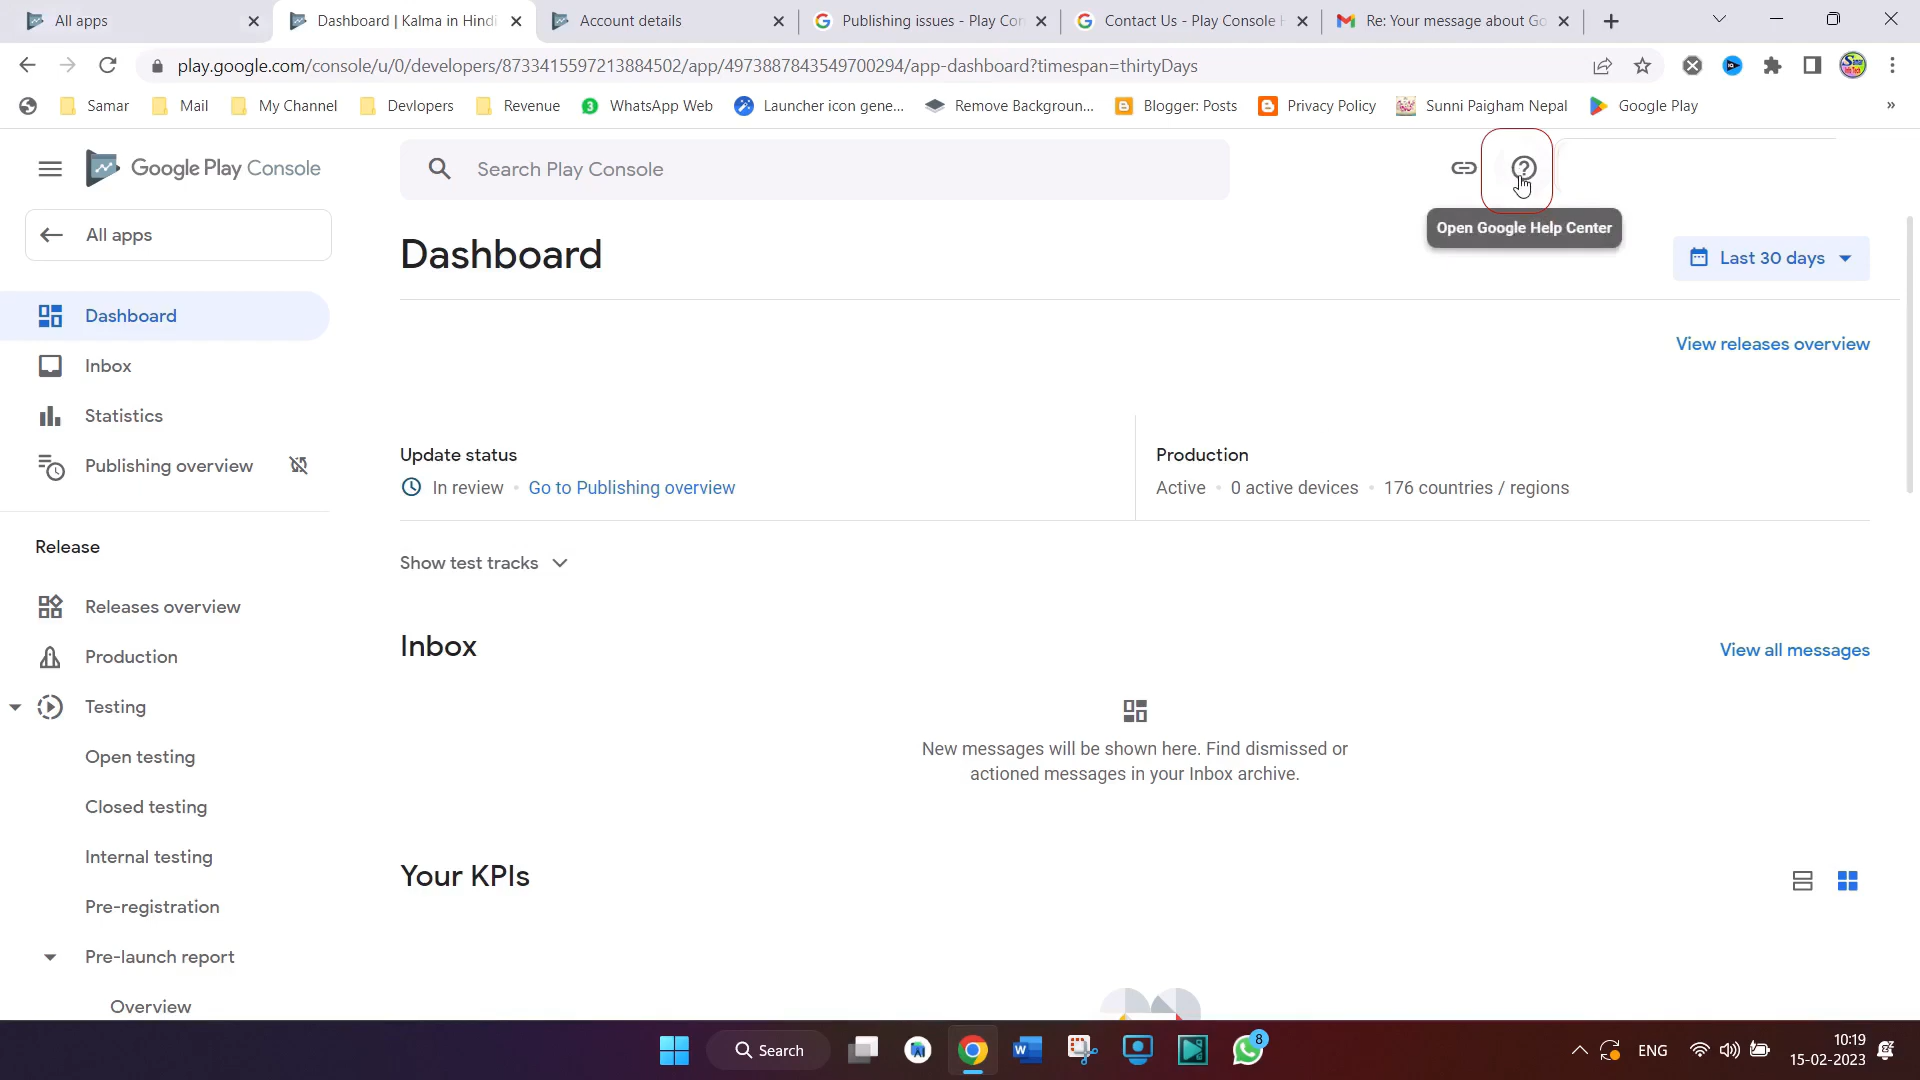 All apps
Dashboard | Kalma in Hindi
Account details
Publishing issues - Play Con
Contact Us - Play Console H
Re: Your message about Go
play.google.com/console/u/0/developers/8733415597213884502/app/4973887843549700294/app-dashboard?timespan=thirtyDays
Samar
Mail
My Channel
Devlopers
Revenue
3
WhatsApp Web
Launcher icon gene...
Remove Backgroun...
Blogger: Posts
Privacy Policy
Sunni Paigham Nepal
Google Play
»
Google Play Console
Search Play Console
Open Google Help Center
All apps
Dashboard
Last 30 days
Dashboard
Inbox
View releases overview
Statistics
Publishing overview
Update status
In review • Go to Publishing overview
Production
Active • 0 active devices • 176 countries / regions
Release
Show test tracks
Releases overview
Production
Testing
Open testing
Closed testing
Internal testing
Pre-registration
Pre-launch report
Overview
Inbox
View all messages
New messages will be shown here. Find dismissed or
actioned messages in your Inbox archive.
Your KPIs
Search
W
8
ENG
10:19
15-02-2023